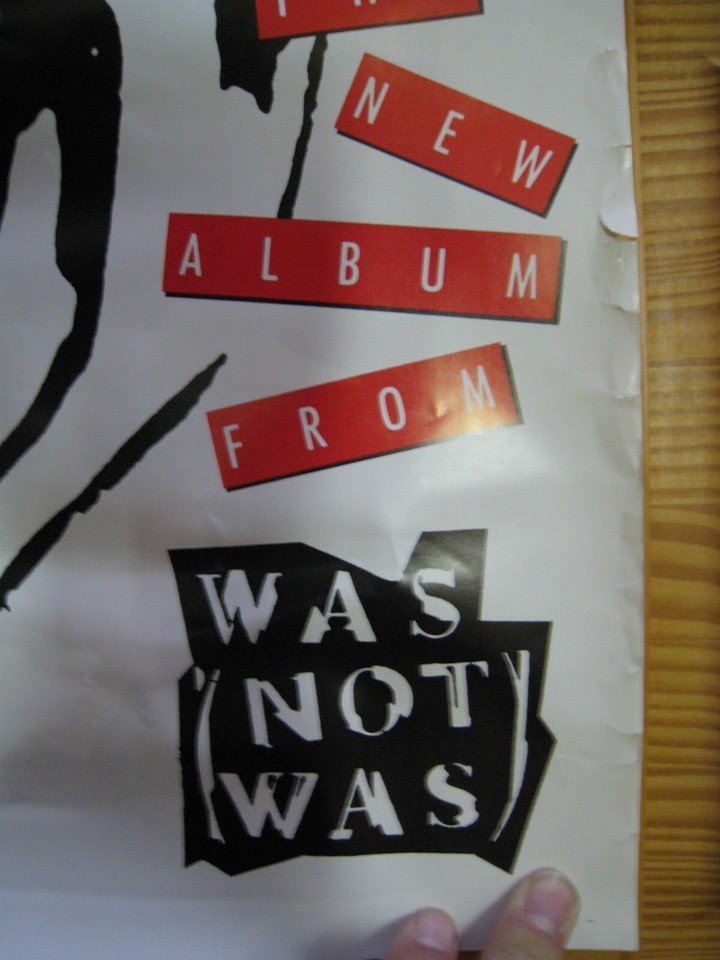 NEW
ALBUM
FROM
WAS
(NOT
WAS)